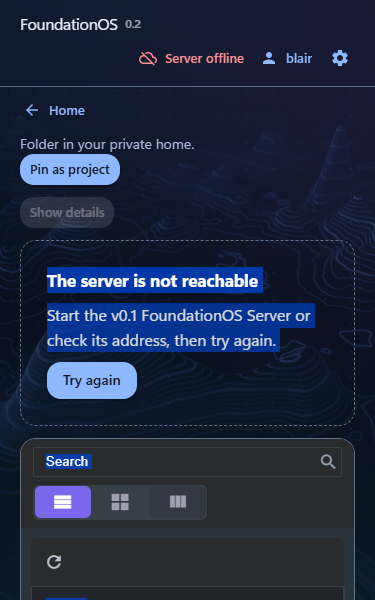 FoundationOS 0.2
Server offline blair
Home
Folder in your private home.
Pin as project
Show details
The server is not reachable
Start the v0.1 FoundationOS Server or
check its address, then try again.
Try again
Search